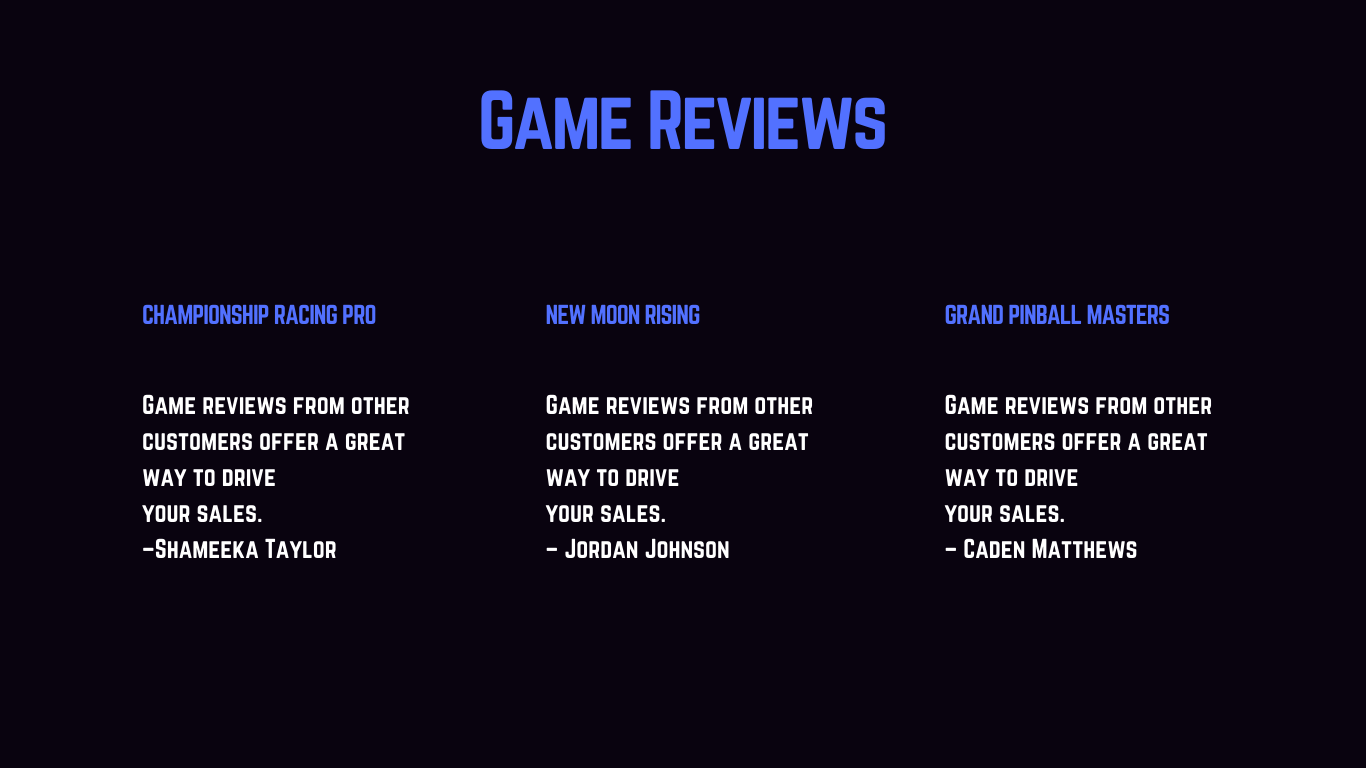 Game Reviews
CHAMPIONSHIP RACING PRO
Game reviews from other
customers offer a great
way to drive
your sales.
–Shameeka Taylor
NEW MOON RISING
Game reviews from other
customers offer a great
way to drive
your sales.
– Jordan Johnson
GRAND PINBALL MASTERS
Game reviews from other
customers offer a great
way to drive
your sales.
– Caden Matthews